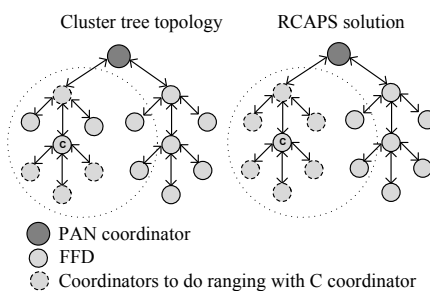 Cluster tree topology
RCAPS solution
C
C
PAN coordinator
FFD
Coordinators to do ranging with C coordinator